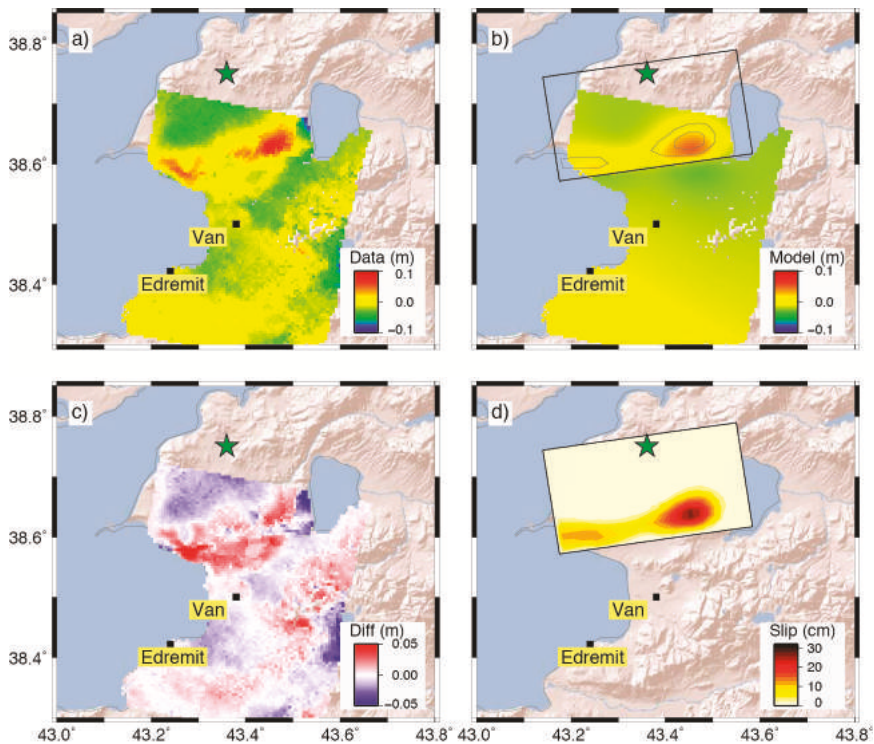 a)
b)
38.8°
38.6°
38.4°
Van
Edremit
Data (m)
0.1
0.0
−0.1
Van
Edremit
Model (m)
0.1
0.0
−0.1
c)
d)
38.8°
38.6°
38.4°
Van
Edremit
Diff (m)
0.05
0.00
−0.05
Van
Edremit
Slip (cm)
30
20
10
0
43.0° 43.2° 43.4° 43.6° 43.8°
43.2° 43.4° 43.6° 43.8°